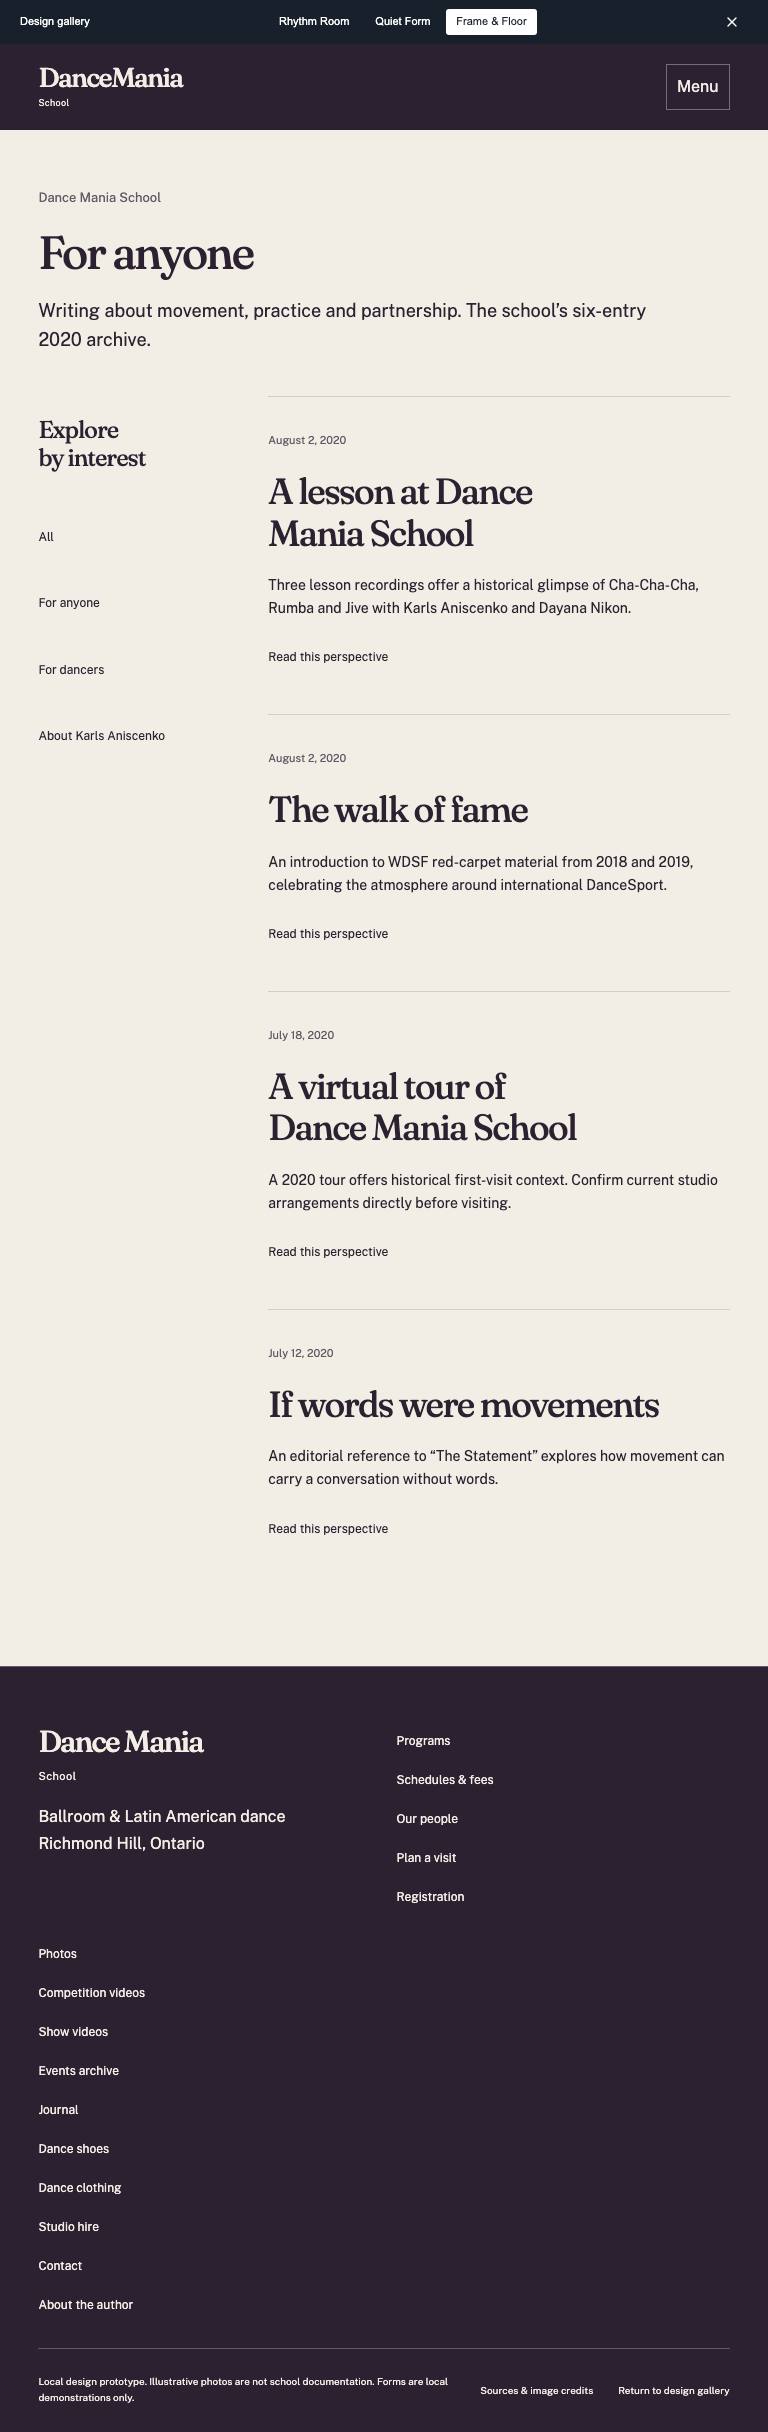 Design gallery
Rhythm Room
Quiet Form
Frame & Floor
×
DanceMania
School
Menu
Dance Mania School
For anyone
Writing about movement, practice and partnership. The school’s six-entry
2020 archive.
Explore
by interest
All
For anyone
For dancers
About Karls Aniscenko
August 2, 2020
A lesson at Dance
Mania School
Three lesson recordings offer a historical glimpse of Cha-Cha-Cha,
Rumba and Jive with Karls Aniscenko and Dayana Nikon.
Read this perspective
August 2, 2020
The walk of fame
An introduction to WDSF red-carpet material from 2018 and 2019,
celebrating the atmosphere around international DanceSport.
Read this perspective
July 18, 2020
A virtual tour of
Dance Mania School
A 2020 tour offers historical first-visit context. Confirm current studio
arrangements directly before visiting.
Read this perspective
July 12, 2020
If words were movements
An editorial reference to “The Statement” explores how movement can
carry a conversation without words.
Read this perspective
Dance Mania
School
Ballroom & Latin American dance
Richmond Hill, Ontario
Programs
Schedules & fees
Our people
Plan a visit
Registration
Photos
Competition videos
Show videos
Events archive
Journal
Dance shoes
Dance clothing
Studio hire
Contact
About the author
Local design prototype. Illustrative photos are not school documentation. Forms are local
demonstrations only.
Sources & image credits
Return to design gallery